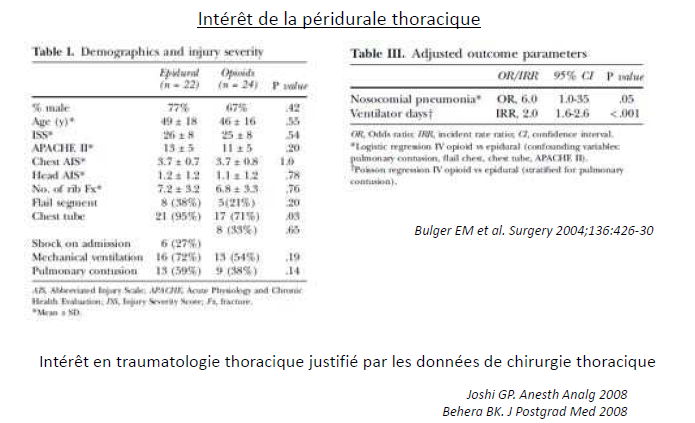 Intérêt de la péridurale thoracique
Table I. Demographics and injury severity
Epidural (n = 22) Opioids (n = 24) P value
% male 77% 67% .42
Age (y)* 49 ± 18 46 ± 16 .55
ISS* 26 ± 8 25 ± 8 .54
APACHE II* 13 ± 5 11 ± 5 .20
Chest AIS* 3.7 ± 0.7 3.7 ± 0.8 1.0
Head AIS* 1.2 ± 1.2 1.1 ± 1.2 .78
No. of rib Fx* 7.2 ± 3.2 6.8 ± 3.3 .76
Flail segment 8 (38%) 5(21%) .20
Chest tube 21 (95%) 17 (71%) .03
8 (33%) .65
Shock on admission 6 (27%)
Mechanical ventilation 16 (72%) 13 (54%) .19
Pulmonary contusion 13 (59%) 9 (38%) .14
AIS, Abbreviated Injury Scale; APACHE, Acute Physiology and Chronic
Health Evaluation; ISS, Injury Severity Score; Fx, fracture.
*Mean ± SD.
Table III. Adjusted outcome parameters
OR/IRR 95% CI P value
Nosocomial pneumonia* OR, 6.0 1.0-35 .05
Ventilator days† IRR, 2.0 1.6-2.6 <.001
OR, Odds ratio; IRR, incident rate ratio; CI, confidence interval.
*Logistic regression IV opioid vs epidural (confounding variables:
pulmonary contusion, flail chest, chest tube, APACHE II).
†Poisson regression IV opioid vs epidural (stratified for pulmonary
contusion).
Bulger EM et al. Surgery 2004;136:426-30
Intérêt en traumatologie thoracique justifié par les données de chirurgie thoracique
Joshi GP. Anesth Analg 2008
Behera BK. J Postgrad Med 2008